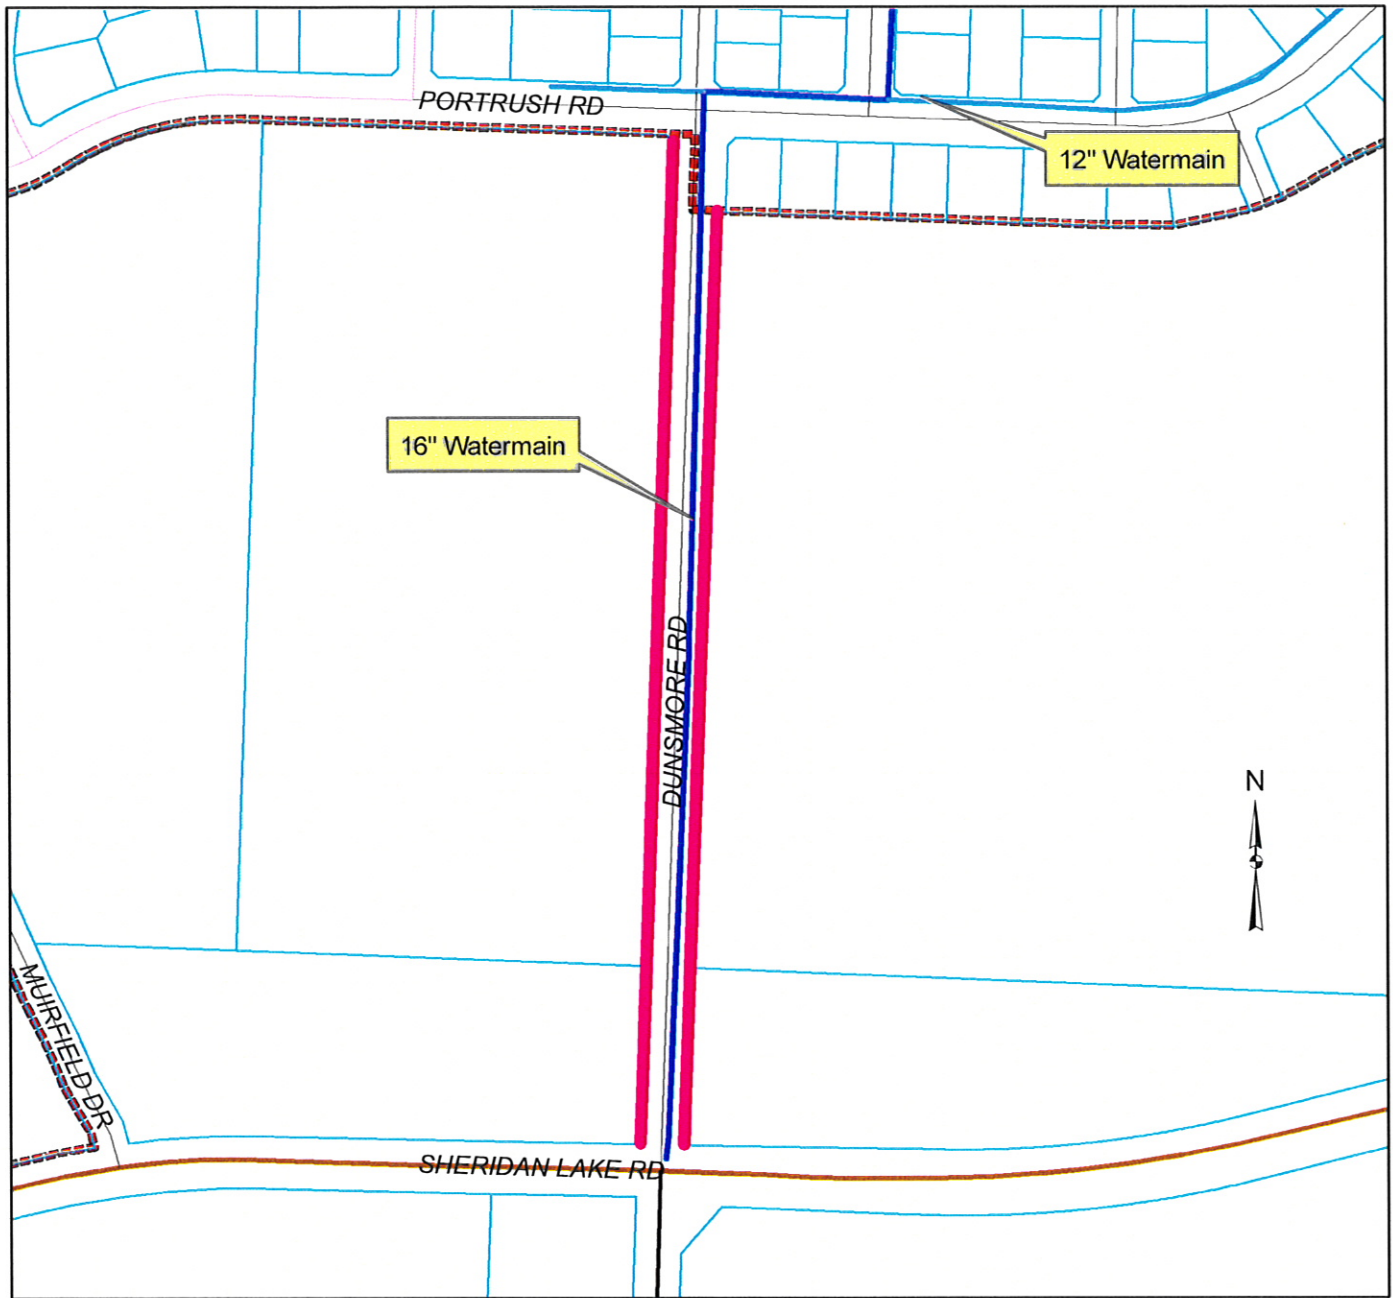 PORTRUSH RD
12" Watermain
16" Watermain
DUNSMORE RD
N
MUIRFIELD DR
SHERIDAN LAKE RD